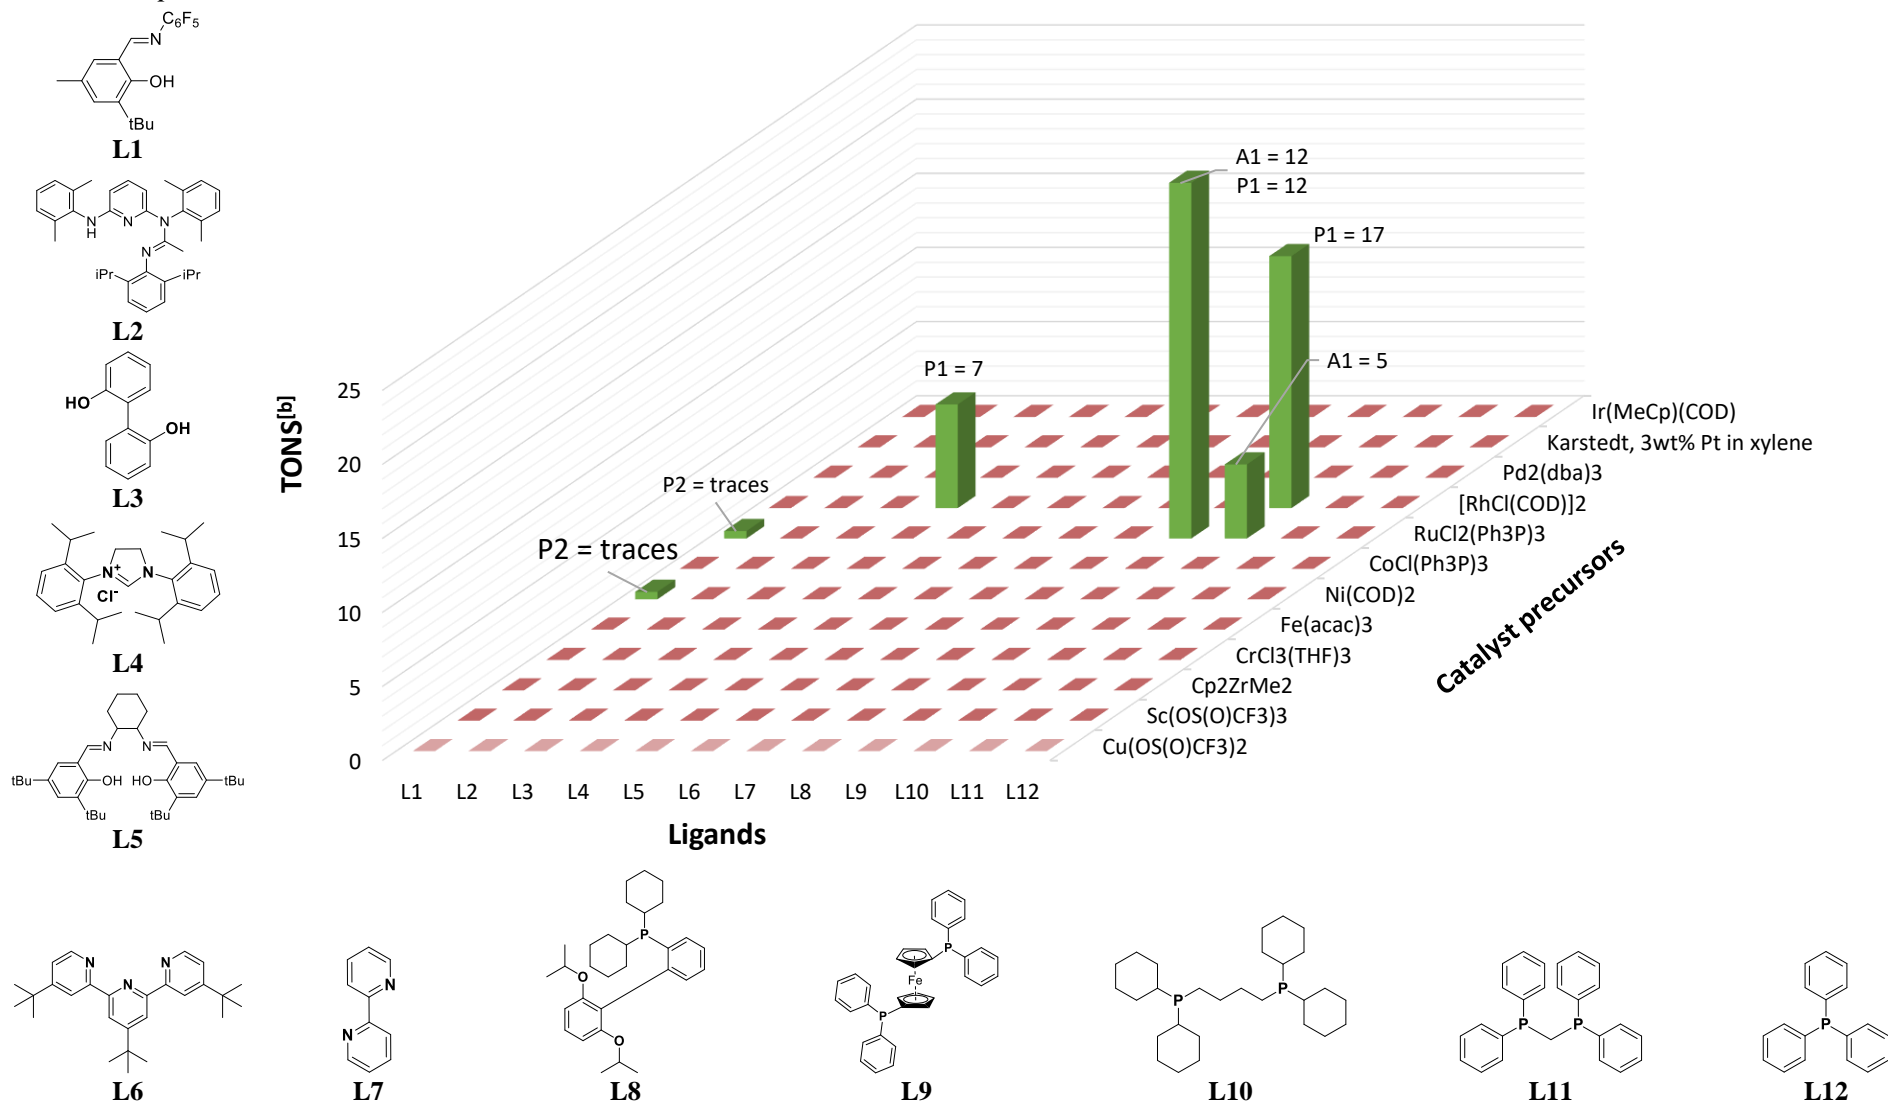 C6F5
N
OH
tBu
L1
N
H
N
N
N
iPr
iPr
L2
HO
OH
L3
N+
N
Cl-
L4
N
N
tBu
OH
HO
tBu
tBu
tBu
L5
TONS[b]
25
20
15
10
5
0
A1 = 12
P1 = 12
P1 = 17
A1 = 5
P1 = 7
P2 = traces
P2 = traces
Ir(MeCp)(COD)
Karstedt, 3wt% Pt in xylene
Pd2(dba)3
[RhCl(COD)]2
RuCl2(Ph3P)3
CoCl(Ph3P)3
Ni(COD)2
Fe(acac)3
CrCl3(THF)3
Cp2ZrMe2
Sc(OS(O)CF3)3
Cu(OS(O)CF3)2
Catalyst precursors
L1 L2 L3 L4 L5 L6 L7 L8 L9 L10 L11 L12
Ligands
N
N
N
L6
N
N
L7
P
O
O
L8
P
Fe
P
L9
P
P
L10
P
P
L11
P
L12